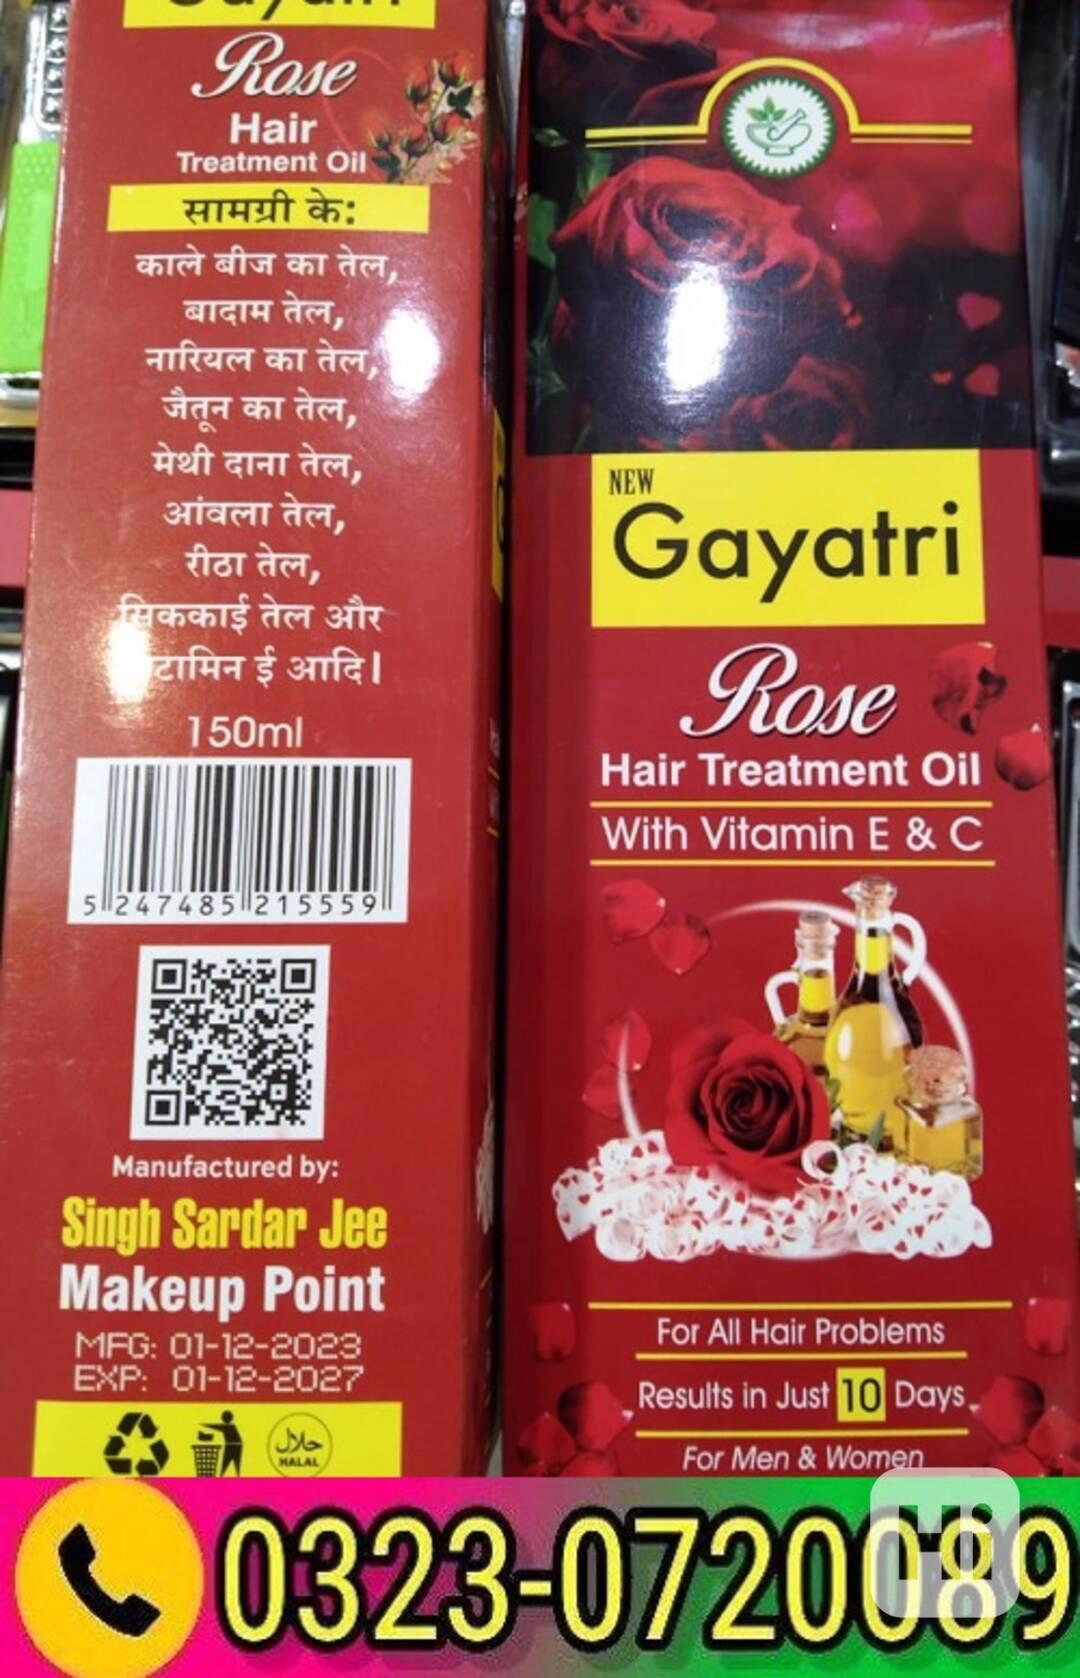 Gayatri
Rose
Hair
Treatment Oil
सामग्री के:
काले बीज का तेल,
बादाम तेल,
नारियल का तेल,
जैतून का तेल,
मेथी दाना तेल,
आंवला तेल,
रीठा तेल,
सिककाई तेल और
टामिन ई आदि।
150ml
5 247485 215559
Manufactured by:
Singh Sardar Jee
Makeup Point
MFG: 01-12-2023
EXP: 01-12-2027
حلال
HALAL
NEW
Gayatri
Rose
Hair Treatment Oil
With Vitamin E & C
For All Hair Problems
Results in Just 10 Days
For Men & Women
Hi
0323-0720089